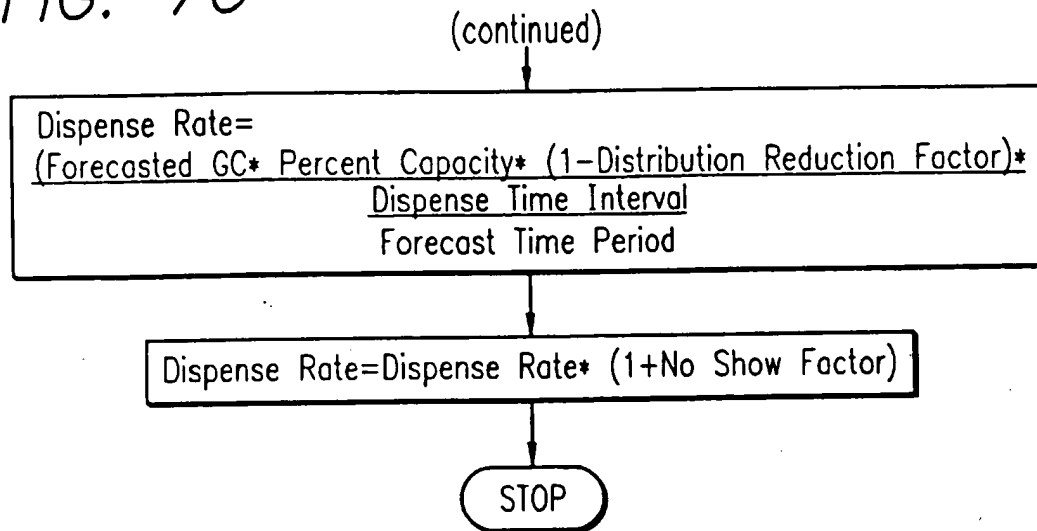 (continued)
Dispense Rate=
(Forecasted GC* Percent Capacity* (1-Distribution Reduction Factor)*
Dispense Time Interval
Forecast Time Period
Dispense Rate=Dispense Rate* (1+No Show Factor)
STOP